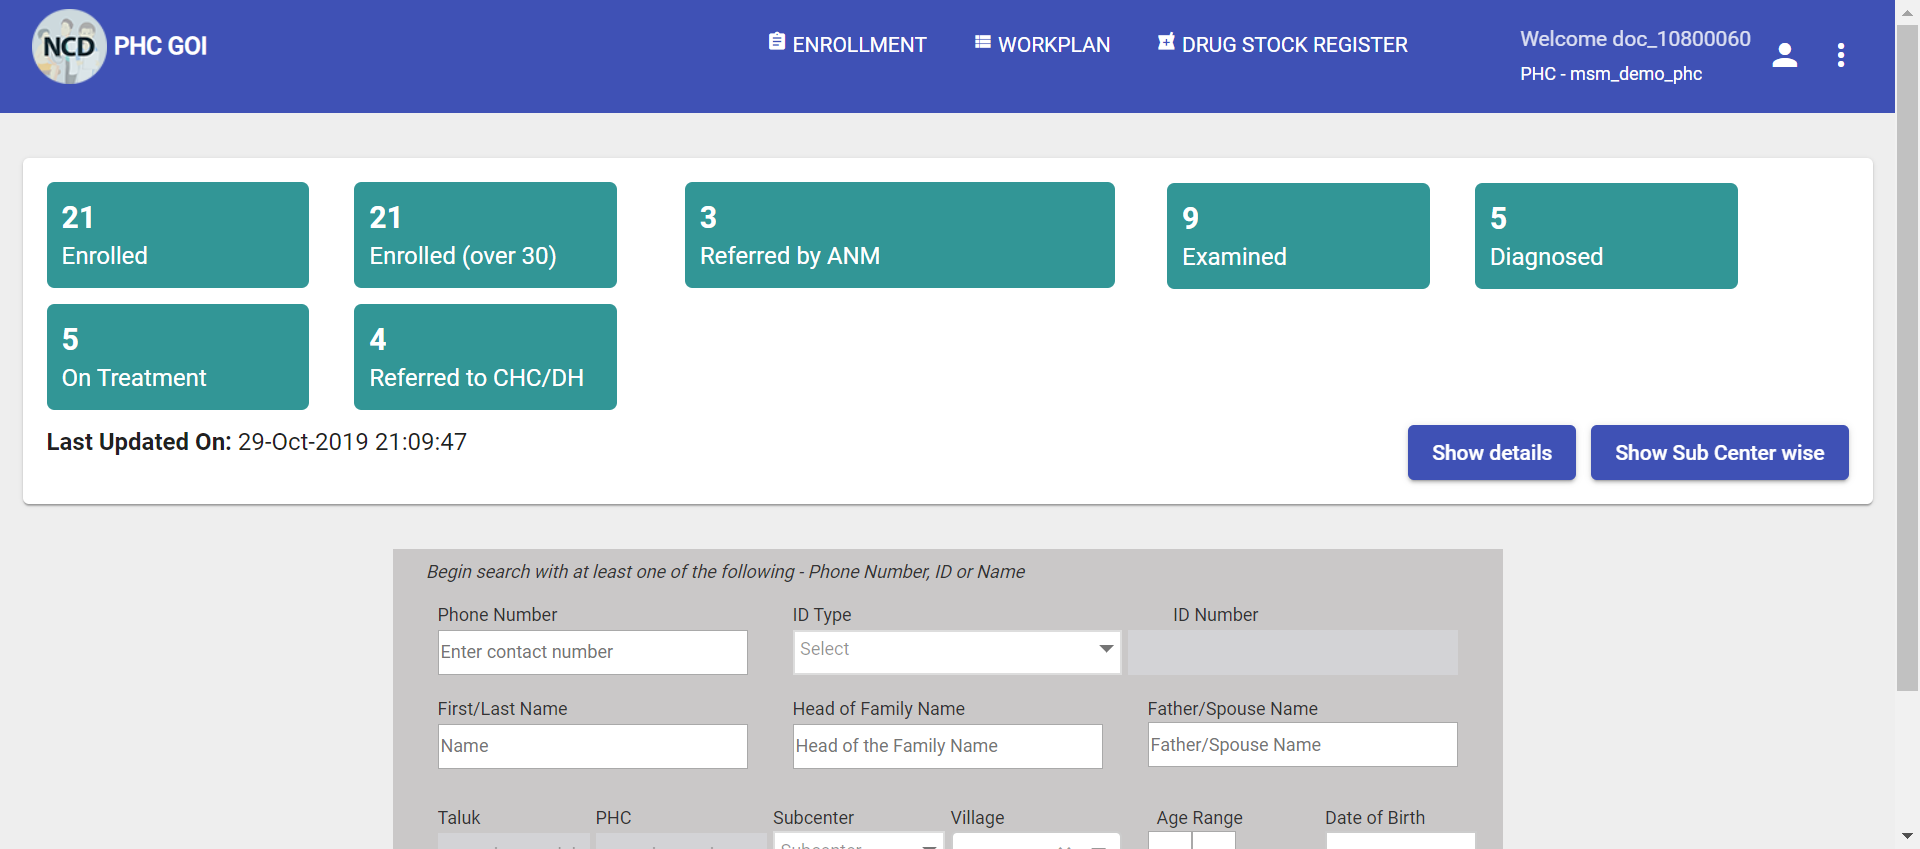 NCD PHC GOI
ENROLLMENT
WORKPLAN
DRUG STOCK REGISTER
Welcome doc_10800060
PHC - msm_demo_phc
21
Enrolled
21
Enrolled (over 30)
3
Referred by ANM
9
Examined
5
Diagnosed
5
On Treatment
4
Referred to CHC/DH
Last Updated On: 29-Oct-2019 21:09:47
Show details
Show Sub Center wise
Begin search with at least one of the following - Phone Number, ID or Name
Phone Number
ID Type
ID Number
Enter contact number
Select
First/Last Name
Head of Family Name
Father/Spouse Name
Name
Head of the Family Name
Father/Spouse Name
Taluk
PHC
Subcenter
Village
Age Range
Date of Birth
Subcenter